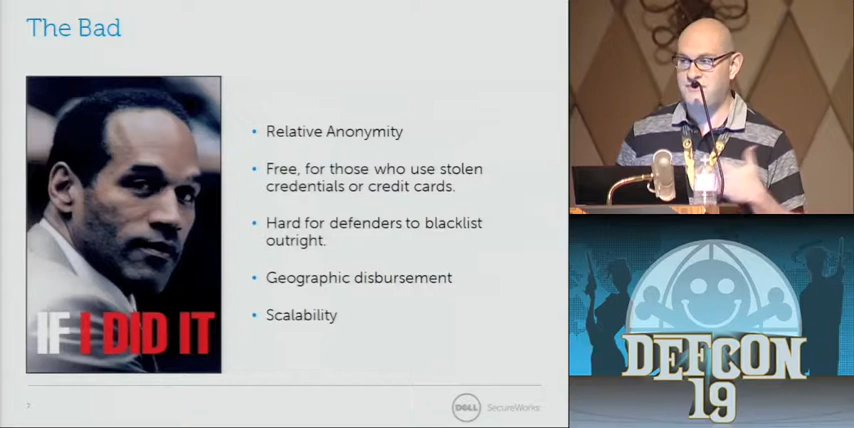 The Bad
• Relative Anonymity
• Free, for those who use stolen
credentials or credit cards.
• Hard for defenders to blacklist
outright.
• Geographic disbursement
• Scalability
IF I DID IT
7
DELL SecureWorks
DEFCON
19